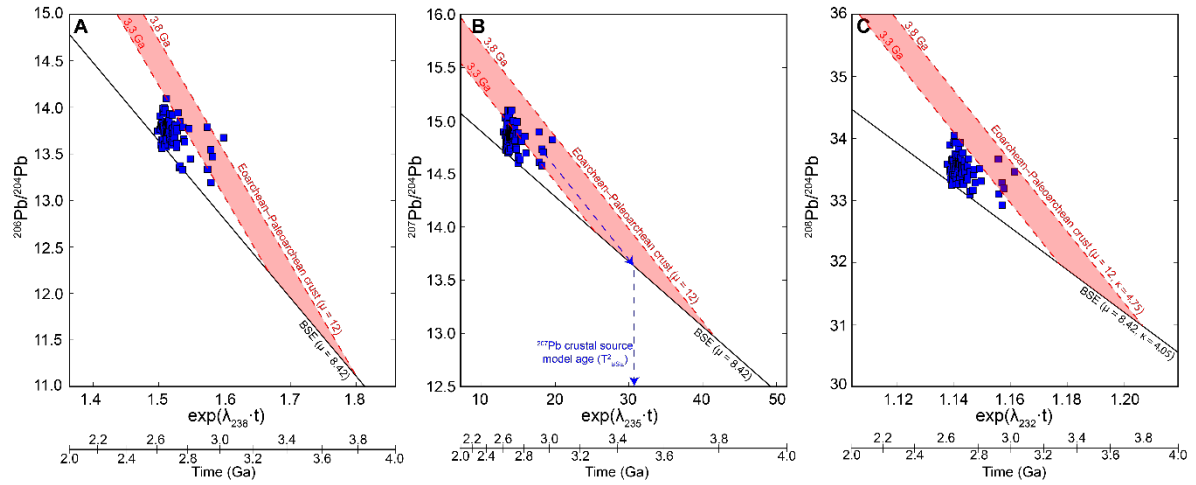 A
15.0
14.5
14.0
13.5
13.0
12.5
12.0
11.5
11.0
²⁰⁶Pb/²⁰⁴Pb
3.3 Ga
3.8 Ga
Eoarchean–Paleoarchean crust (μ = 12)
BSE (μ = 8.42)
1.4 1.5 1.6 1.7 1.8
exp(λ₂₃₈·t)
2.2 2.6 3.0 3.4 3.8
2.0 2.4 2.8 3.2 3.6 4.0
Time (Ga)
B
16.0
15.5
15.0
14.5
14.0
13.5
13.0
12.5
²⁰⁷Pb/²⁰⁴Pb
3.3 Ga
3.8 Ga
Eoarchean–Paleoarchean crust (μ = 12)
BSE (μ = 8.42)
²⁰⁷Pb crustal source
model age
10 20 30 40 50
exp(λ₂₃₅·t)
2.2 2.6 3.0 3.4 3.8
2.0 2.4 2.8 3.2 3.6 4.0
Time (Ga)
C
36
35
34
33
32
31
30
²⁰⁸Pb/²⁰⁴Pb
3.3 Ga
3.8 Ga
Eoarchean–Paleoarchean crust (μ = 12, κ = 4.75)
BSE (μ = 8.42, κ = 4.05)
1.12 1.14 1.16 1.18 1.20
exp(λ₂₃₂·t)
2.2 2.6 3.0 3.4 3.8
2.0 2.4 2.8 3.2 3.6 4.0
Time (Ga)